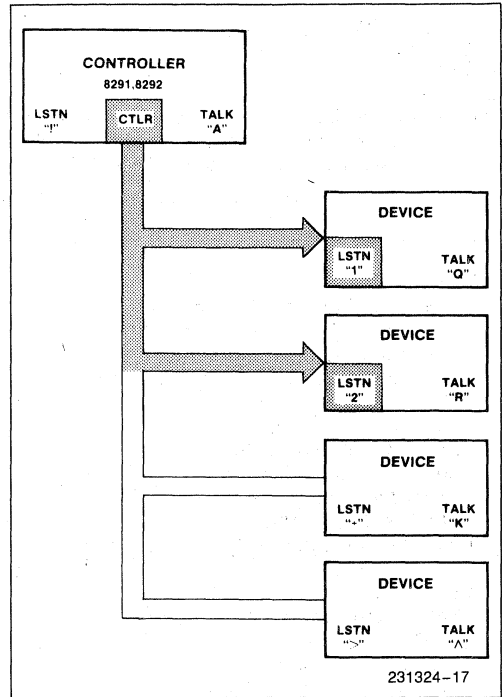 CONTROLLER
8291,8292
LSTN CTLR TALK
"!" "A"
DEVICE
LSTN TALK
"1" "Q"
DEVICE
LSTN TALK
"2" "R"
DEVICE
LSTN TALK
"+" "K"
DEVICE
LSTN TALK
">" "^"
231324-17